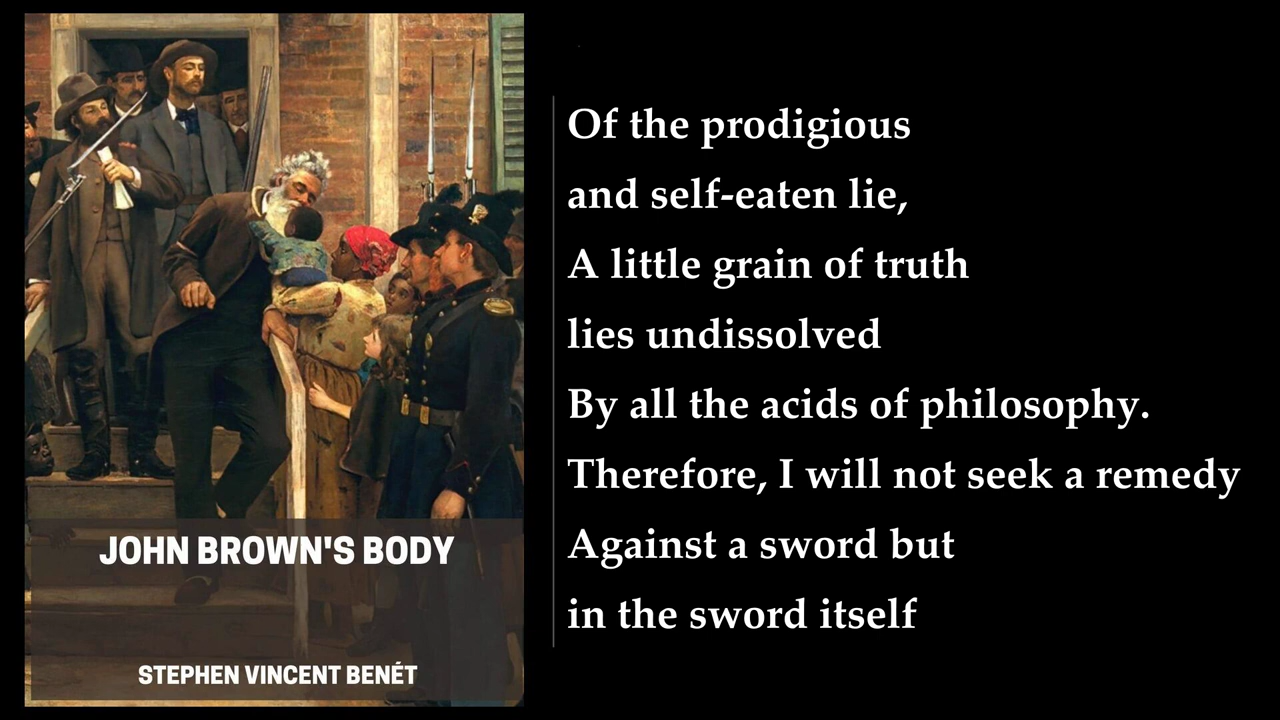 JOHN BROWN'S BODY
STEPHEN VINCENT BENÉT
Of the prodigious
and self-eaten lie,
A little grain of truth
lies undissolved
By all the acids of philosophy.
Therefore, I will not seek a remedy
Against a sword but
in the sword itself